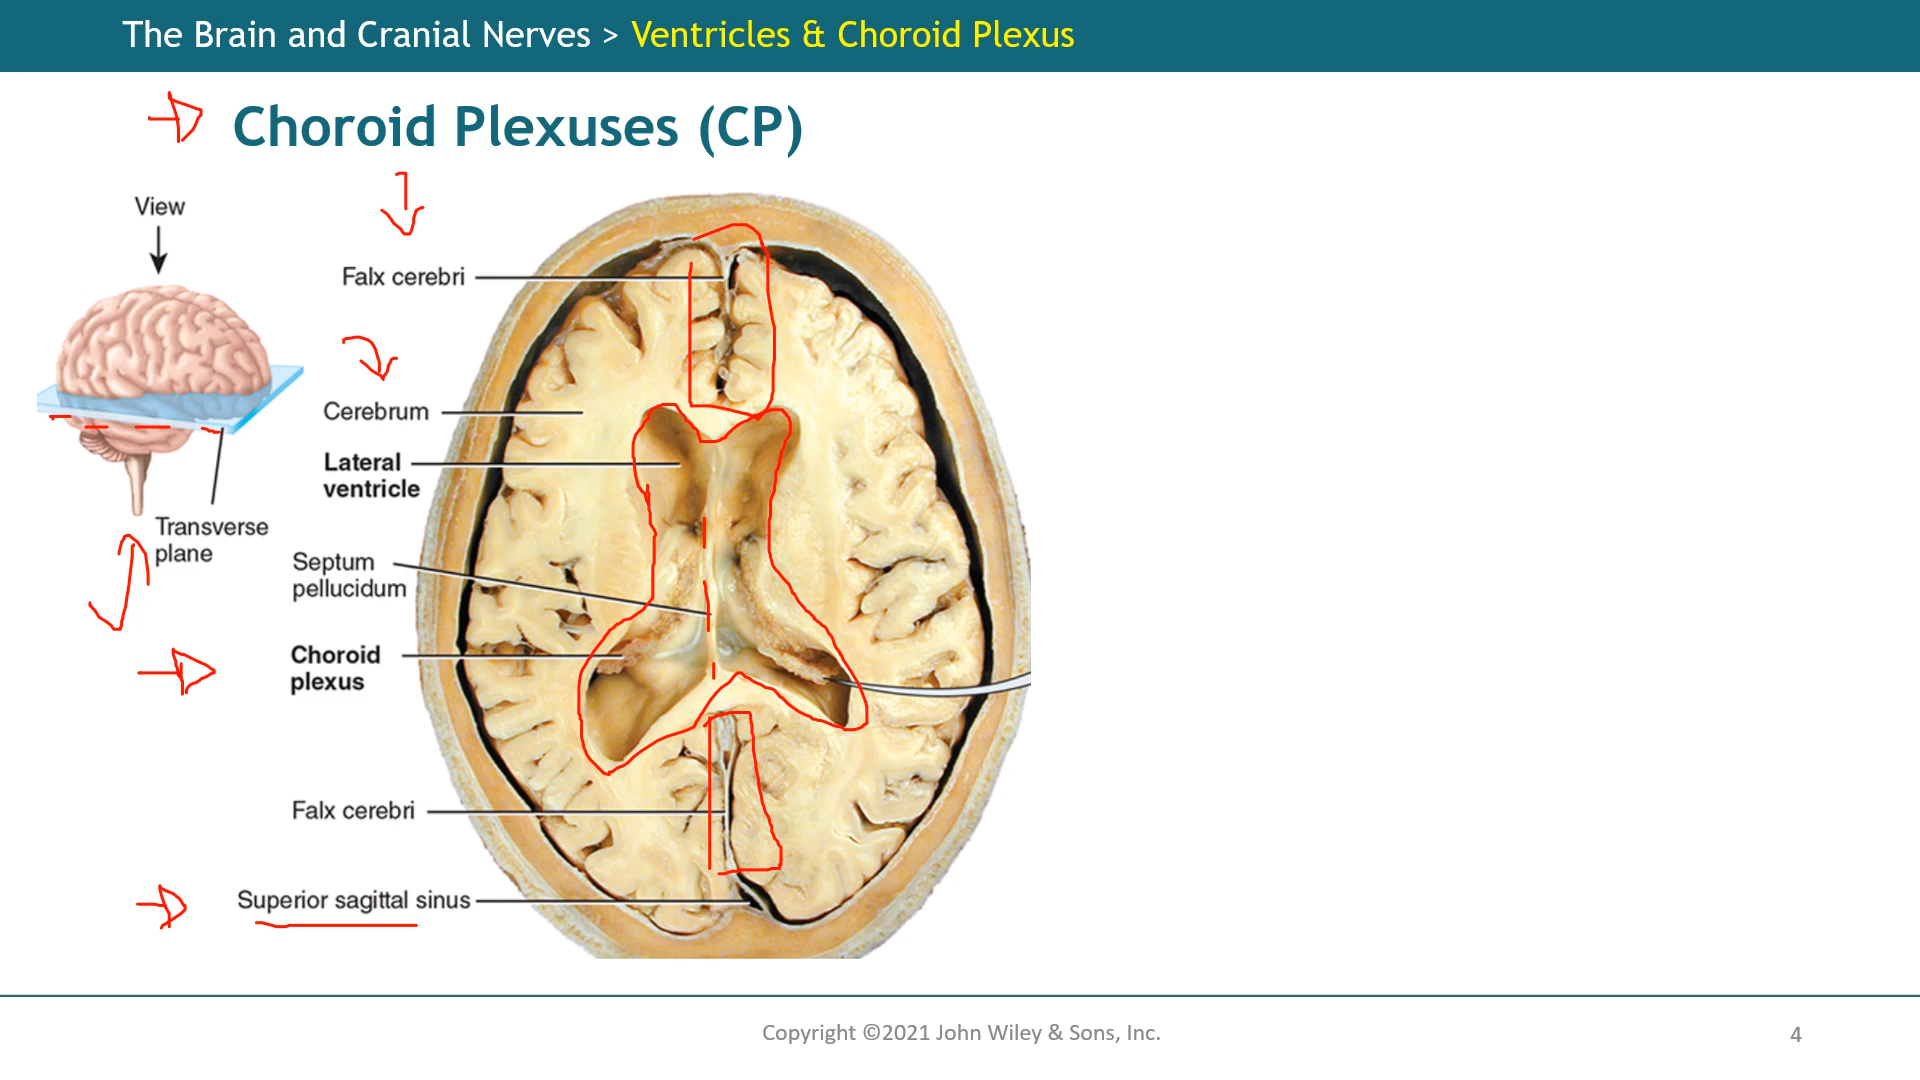 The Brain and Cranial Nerves > Ventricles & Choroid Plexus
Choroid Plexuses (CP)
View
Falx cerebri
Cerebrum
Lateral
ventricle
Transverse
plane
Septum
pellucidum
Choroid
plexus
Falx cerebri
Superior sagittal sinus
Copyright ©2021 John Wiley & Sons, Inc.
4